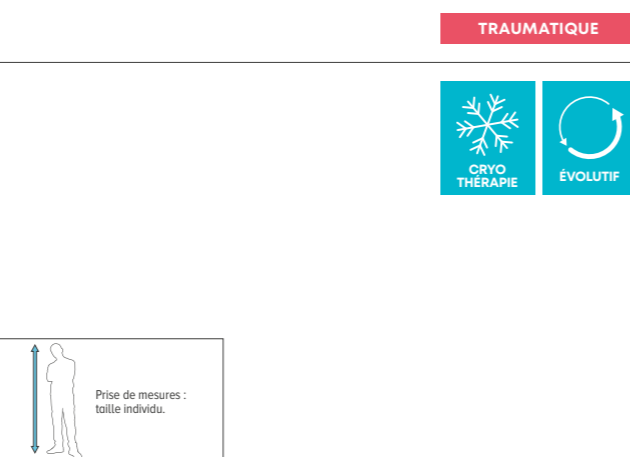 TRAUMATIQUE
CRYO
THÉRAPIE
ÉVOLUTIF
Prise de mesures :
taille individu.